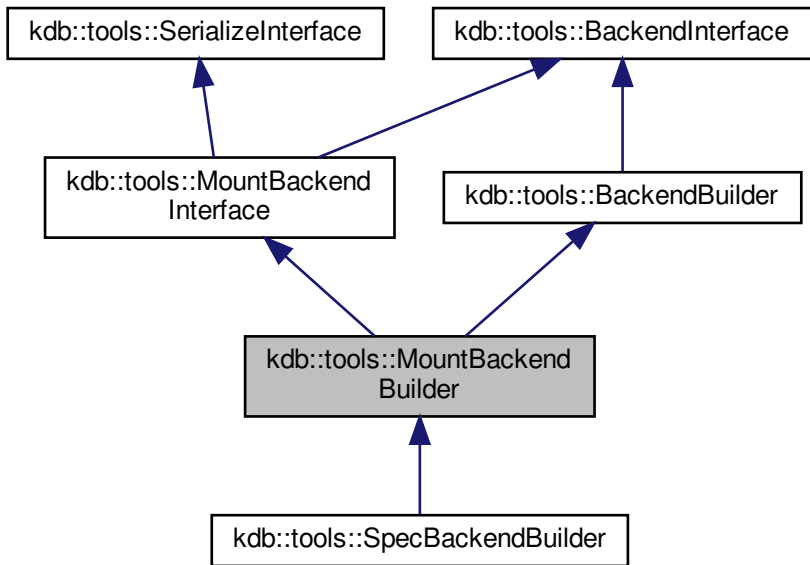 kdb::tools::SerializeInterface
kdb::tools::BackendInterface
kdb::tools::MountBackend
Interface
kdb::tools::BackendBuilder
kdb::tools::MountBackend
Builder
kdb::tools::SpecBackendBuilder